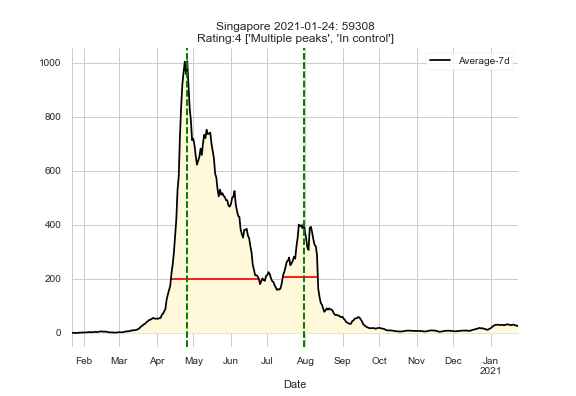 Singapore 2021-01-24: 59308
Rating:4 ['Multiple peaks', 'In control']
Average-7d
1000
800
600
400
200
0
Feb Mar Apr May Jun Jul Aug Sep Oct Nov Dec Jan
2021
Date